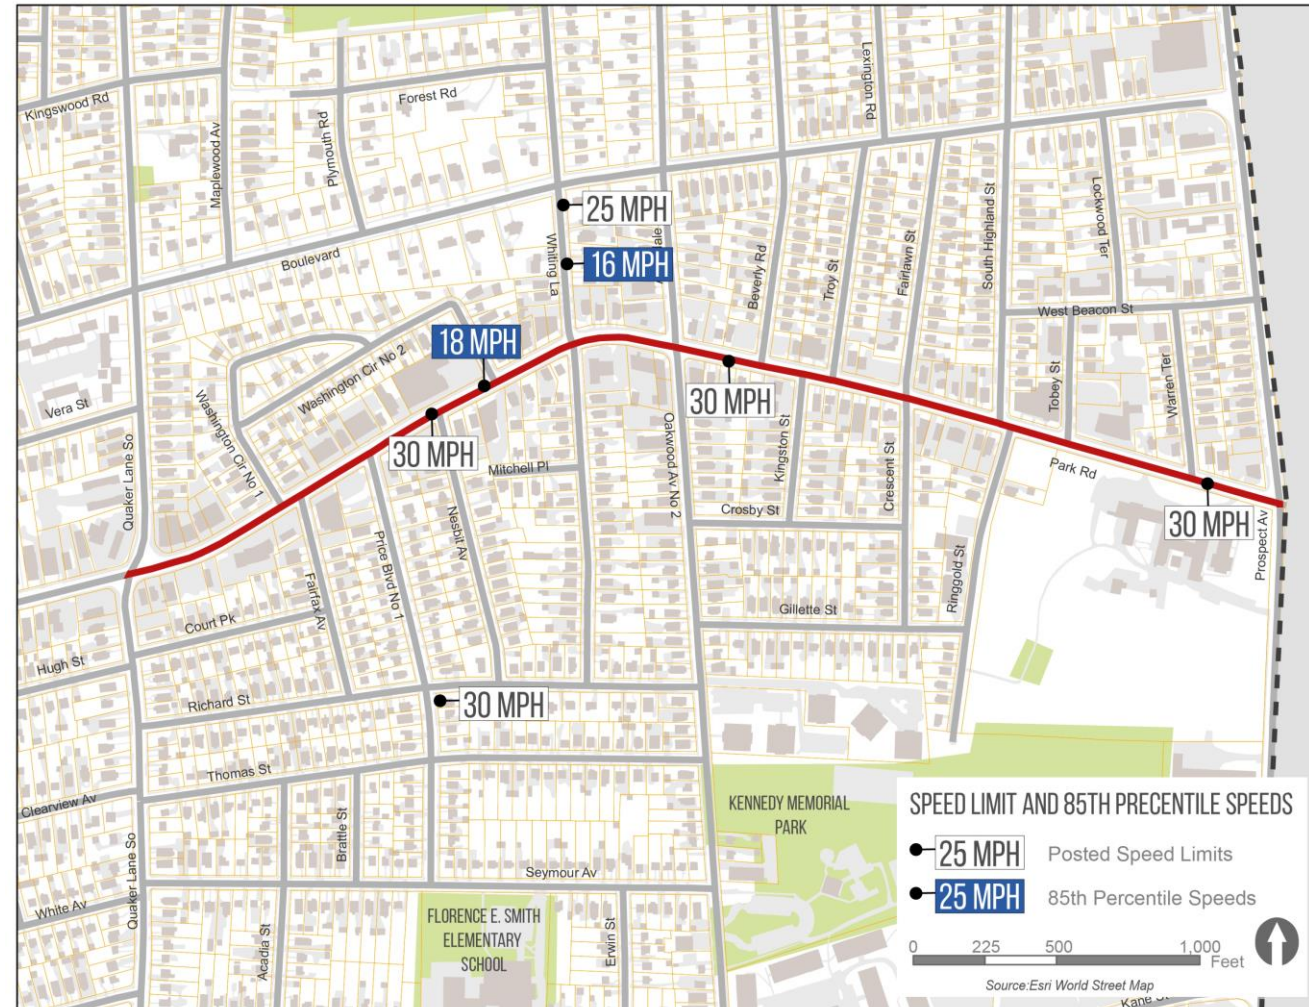 Kingswood Rd
Maplewood Av
Plymouth Rd
Forest Rd
Lexington Rd
Boulevard
Whiting La
25 MPH
16 MPH
Beverly Rd
Troy St
Fairlawn St
South Highland St
Lockwood Ter
West Beacon St
Vera St
Quaker Lane So
Washington Cir No 1
Washington Cir No 2
18 MPH
30 MPH
30 MPH
Tobey St
Warren Ter
Mitchell Pl
Oakwood Av No 2
Kingston St
Crescent St
Park Rd
30 MPH
Prospect Av
Crosby St
Nesbit Av
Price Blvd No 1
Fairfax Av
Court Pk
Hugh St
Richard St
Gillette St
Ringgold St
30 MPH
Thomas St
Clearview Av
Quaker Lane So
Brattle St
White Av
Acadia St
Seymour Av
Erwin St
FLORENCE E. SMITH
ELEMENTARY
SCHOOL
KENNEDY MEMORIAL
PARK
SPEED LIMIT AND 85TH PRECENTILE SPEEDS
25 MPH Posted Speed Limits
25 MPH 85th Percentile Speeds
0 225 500 1,000
Feet
Source:Esri World Street Map